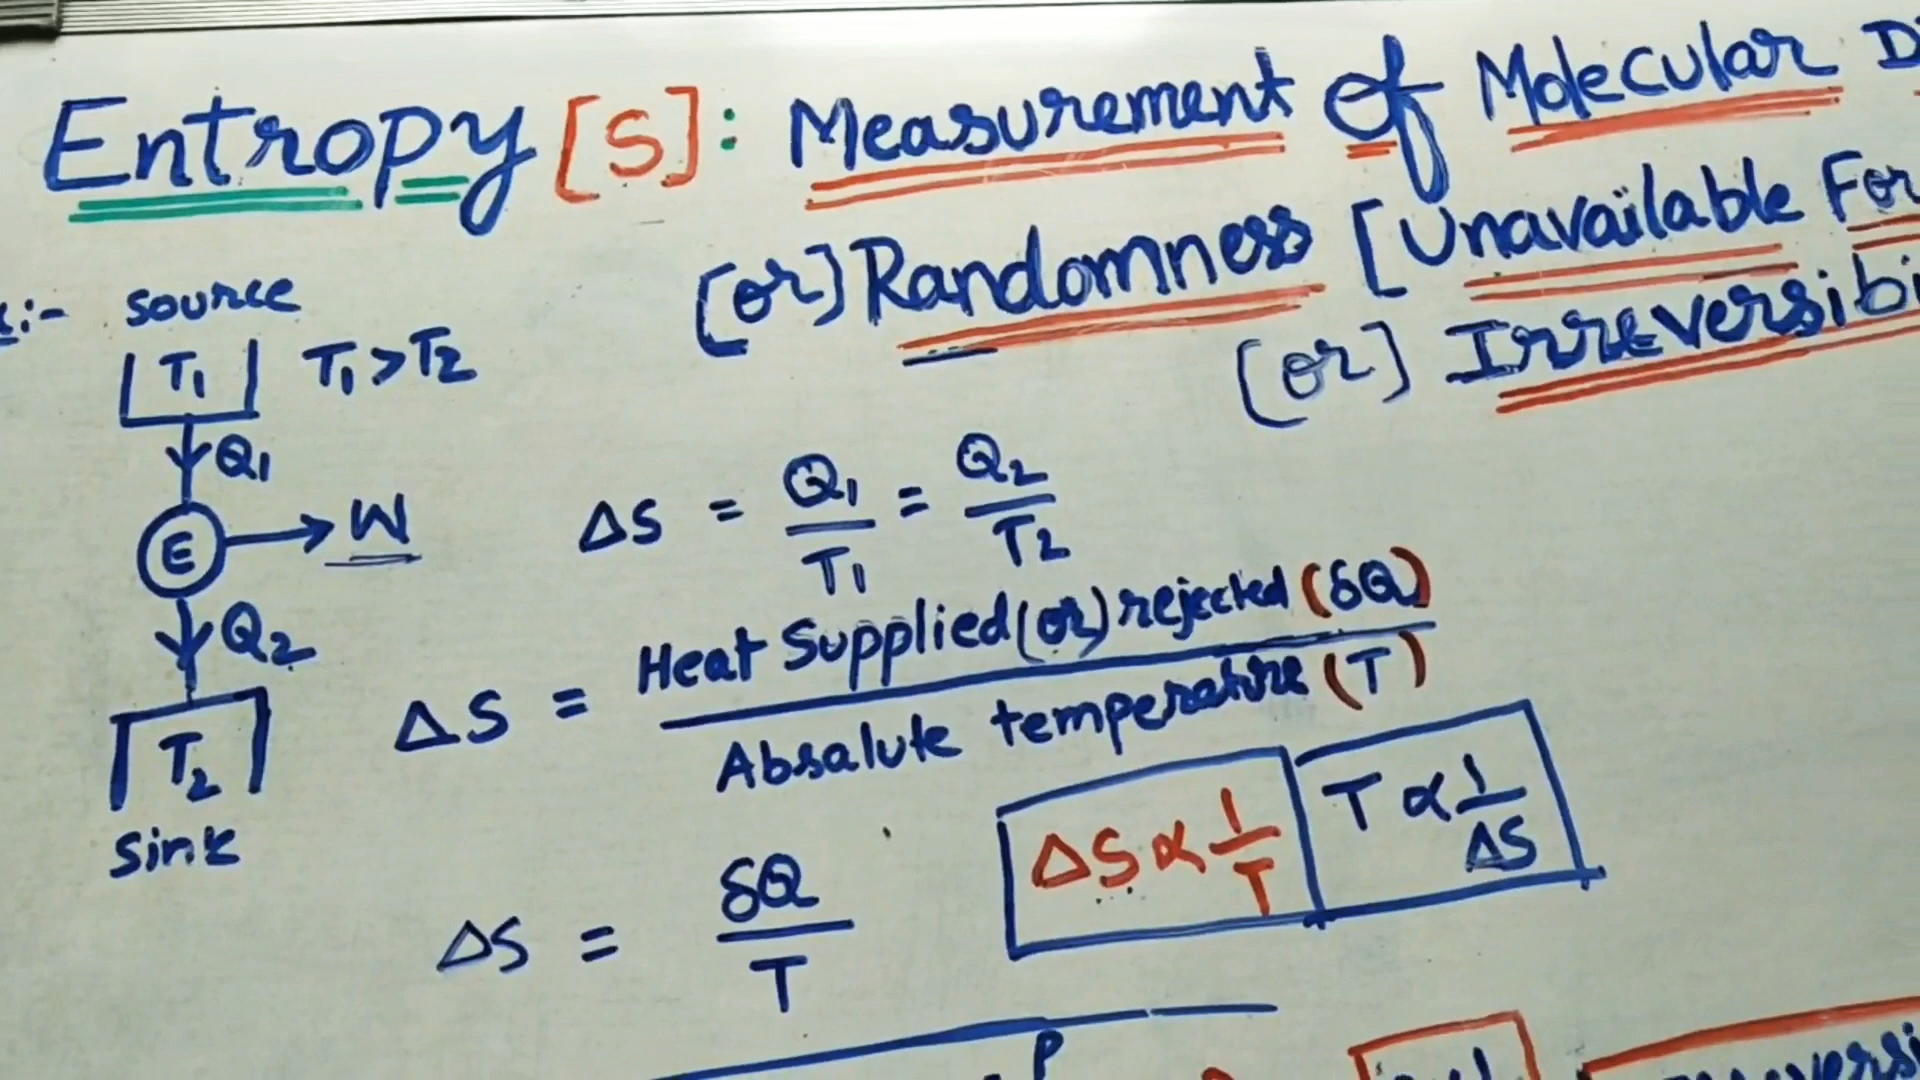 Entropy [S]: Measurement of Molecular
(or) Randomness [Unavailable For
(or) Irreversibi
:- source
T1 T1 > T2
Q1
E → W
Q2
T2
Sink
ΔS = Q1/T1 = Q2/T2
ΔS = Heat Supplied (or) rejected (δQ)
Absalute temperature (T)
ΔS = δQ/T
ΔS ∝ 1/T
T ∝ 1/ΔS
P